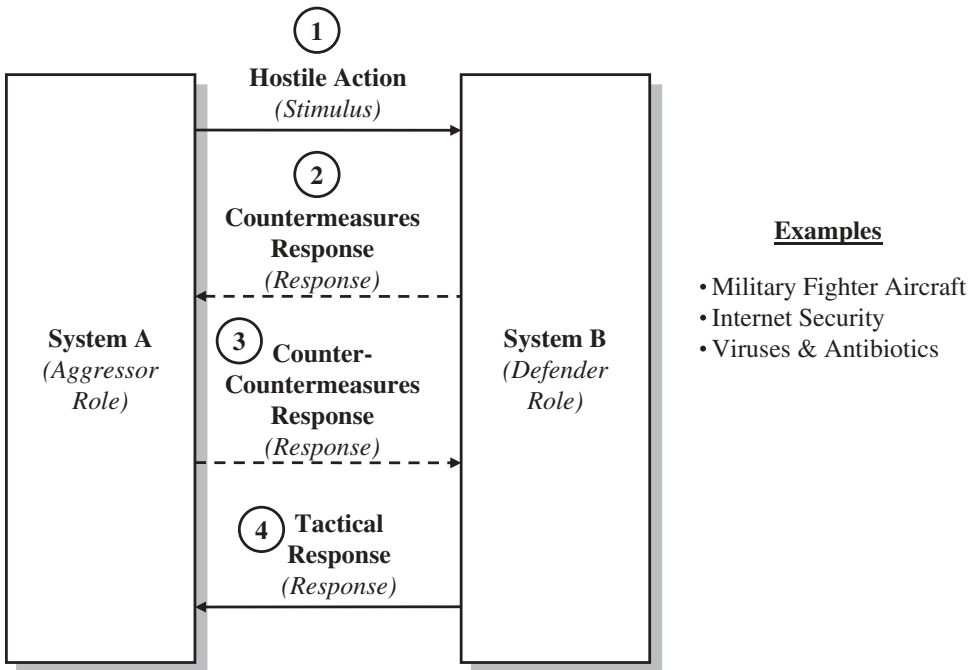 1
Hostile Action
(Stimulus)
2
Countermeasures
Response
(Response)
System A
(Aggressor
Role)
3
Counter-
Countermeasures
Response
(Response)
System B
(Defender
Role)
4
Tactical
Response
(Response)
Examples
• Military Fighter Aircraft
• Internet Security
• Viruses & Antibiotics